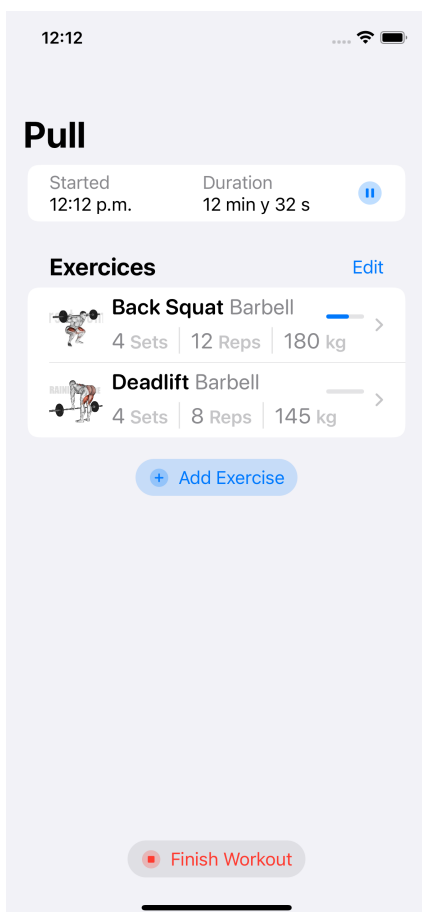 12:12
Pull
Started
12:12 p.m.
Duration
12 min y 32 s
Exercices
Edit
Back Squat Barbell
4 Sets 12 Reps 180 kg
Deadlift Barbell
4 Sets 8 Reps 145 kg
Add Exercise
Finish Workout